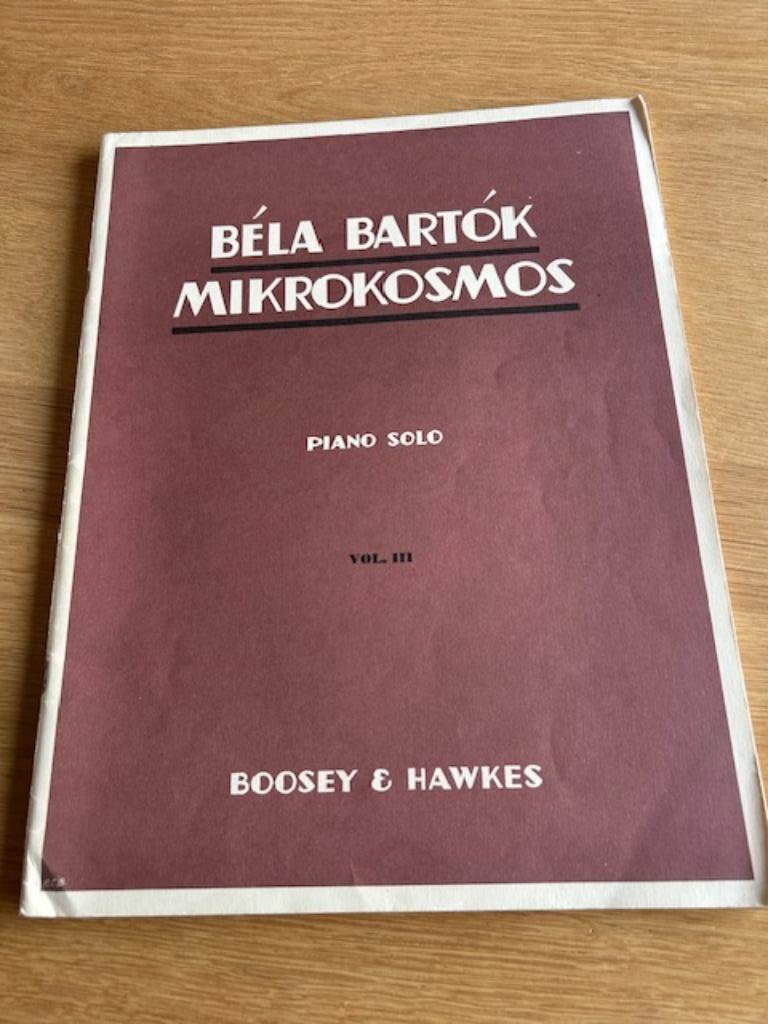 BÉLA BARTÓK
MIKROKOSMOS
PIANO SOLO
VOL. III
BOOSEY & HAWKES